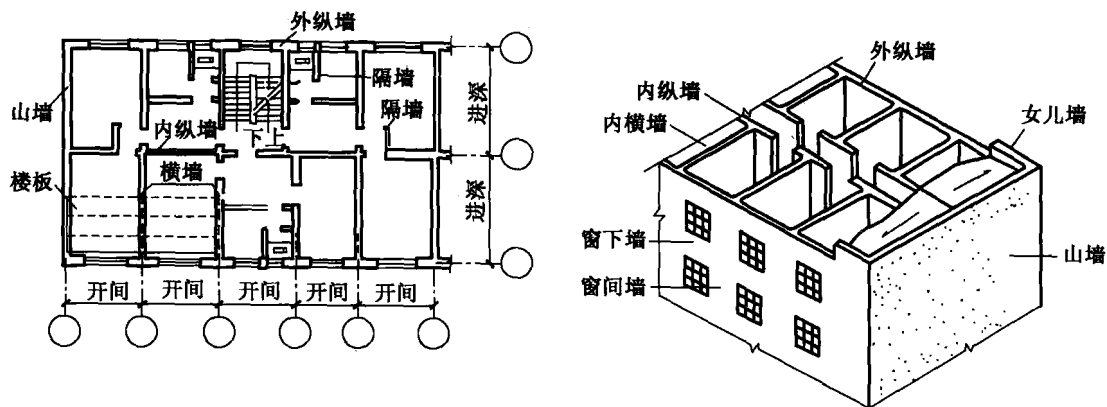 外纵墙
隔墙
隔墙
山墙
内纵墙
下 上
横墙
楼板
进深
进深
开间 开间 开间 开间 开间
外纵墙
内纵墙
内横墙
女儿墙
窗下墙
窗间墙
山墙